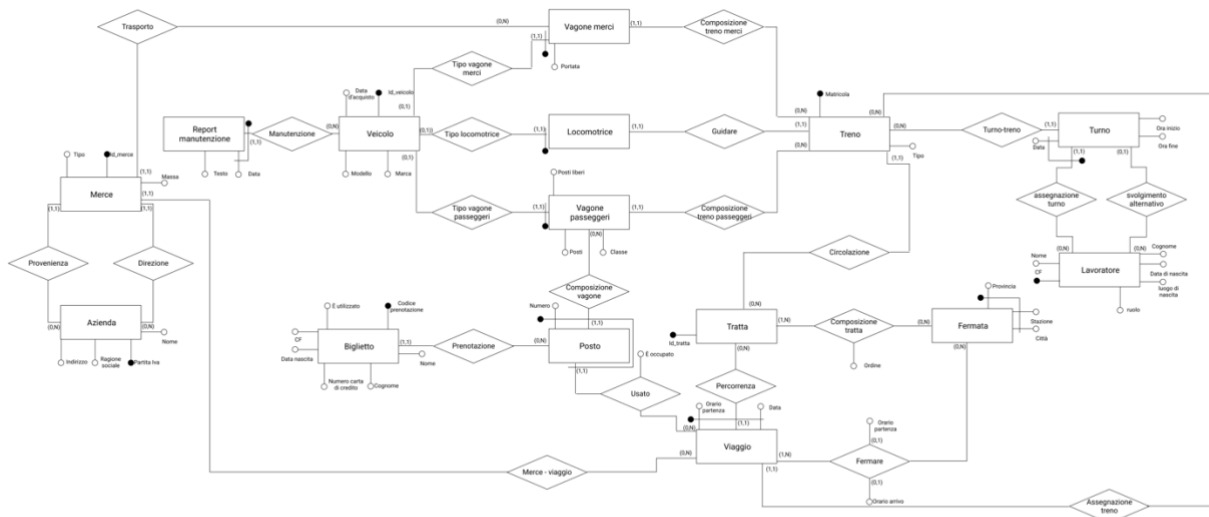 Trasporto
(0,N)
Vagone merci
(1,1)
Composizione
treno merci
(1,1)
Portata
Tipo vagone
merci
Data
d'acquisto
Id_veicolo
(0,1)
Matricola
(0,N)
(0,N)
Report
manutenzione
Manutenzione
(0,N)
Veicolo
(0,1)
Tipo locomotrice
(1,1)
Locomotrice
(1,1)
Guidare
(1,1)
Treno
(0,N)
Turno-treno
(1,1)
Turno
Ora inizio
Ora fine
(1,1)
Testo
Data
(0,1)
Modello
Marca
(0,N)
Tipo
(1,1)
Data
(1,1)
(0,1)
Tipo
Id_merce
(1,1)
Massa
Merce
(1,1)
(1,1)
(1,1)
Posti liberi
Tipo vagone
passeggeri
(1,1)
Vagone
passeggeri
(1,1)
Composizione
treno passeggeri
assegnazione
turno
svolgimento
alternativo
(0,N)
Posti
Classe
Provenienza
Direzione
Circolazione
(0,N)
(0,N)
Nome
CF
Lavoratore
Cognome
Data di nascita
luogo di
nascita
ruolo
Composizione
vagone
Provincia
(0,N)
Azienda
(0,N)
Nome
Indirizzo
Ragione
sociale
Partita Iva
È utilizzato
Codice
prenotazione
Numero
(1,1)
(0,N)
CF
Data nascita
Biglietto
(1,1)
Nome
Prenotazione
(0,N)
Posto
(1,1)
Numero carta
di credito
Cognome
Id_tratta
Tratta
(1,N)
(0,N)
Composizione
tratta
Ordine
(0,N)
Fermata
Stazione
Città
(0,N)
È occupato
Usato
Percorrenza
Orario
partenza
Data
(1,1)
(0,N)
Viaggio
(0,N)
(1,N)
(1,1)
Orario
partenza
(0,1)
Fermare
(0,1)
Orario arrivo
Merce - viaggio
Assegnazione
treno